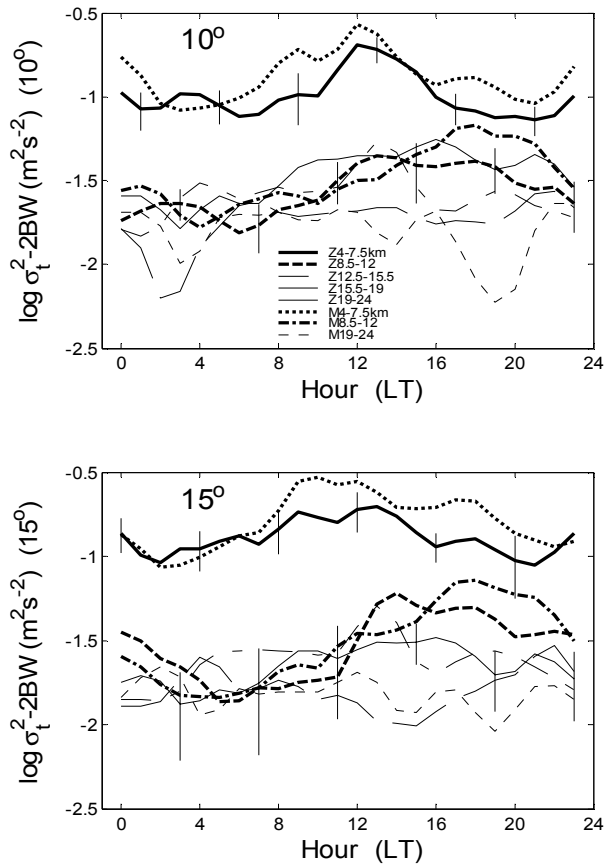 10°
log σt²-2BW (m²s⁻²) (10°)
-0.5
-1
-1.5
-2
-2.5
Z4-7.5km
Z8.5-12
Z12.5-15.5
Z15.5-19
Z19-24
M4-7.5km
M8.5-12
M19-24
0 4 8 12 16 20 24
Hour (LT)
15°
log σt²-2BW (m²s⁻²) (15°)
-0.5
-1
-1.5
-2
-2.5
0 4 8 12 16 20 24
Hour (LT)